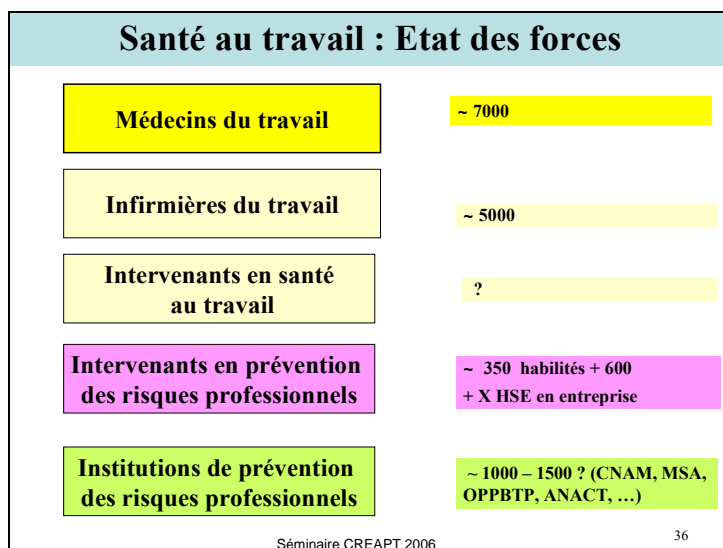 Santé au travail : Etat des forces
Médecins du travail
~ 7000
Infirmières du travail
~ 5000
Intervenants en santé
au travail
?
Intervenants en prévention
des risques professionnels
~ 350 habilités + 600
+ X HSE en entreprise
Institutions de prévention
des risques professionnels
~ 1000 – 1500 ? (CNAM, MSA,
OPPBTP, ANACT, …)
Séminaire CREAPT 2006
36